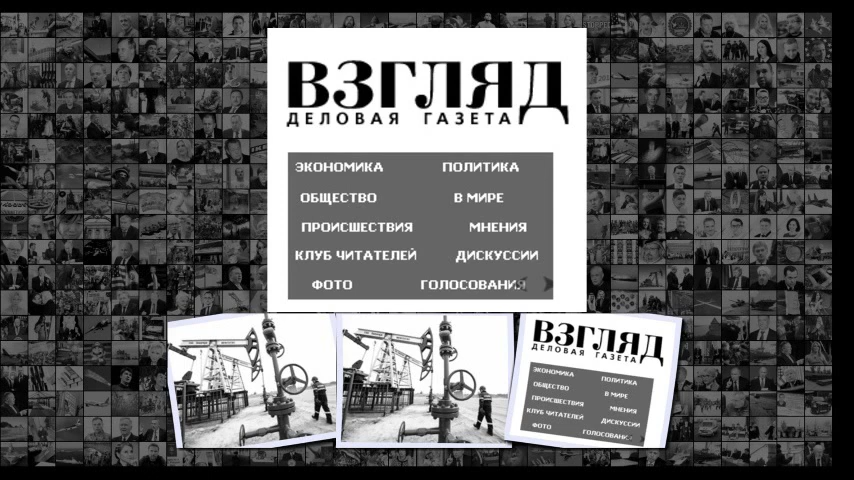 ВЗГЛЯД
ДЕЛОВАЯ ГАЗЕТА
ЭКОНОМИКА ПОЛИТИКА
ОБЩЕСТВО В МИРЕ
ПРОИСШЕСТВИЯ МНЕНИЯ
КЛУБ ЧИТАТЕЛЕЙ ДИСКУССИИ
ФОТО ГОЛОСОВАНИЯ
ВЗГЛЯД
ДЕЛОВАЯ ГАЗЕТА
ЭКОНОМИКА ПОЛИТИКА
ОБЩЕСТВО В МИРЕ
ПРОИСШЕСТВИЯ МНЕНИЯ
КЛУБ ЧИТАТЕЛЕЙ ДИСКУССИИ
ФОТО